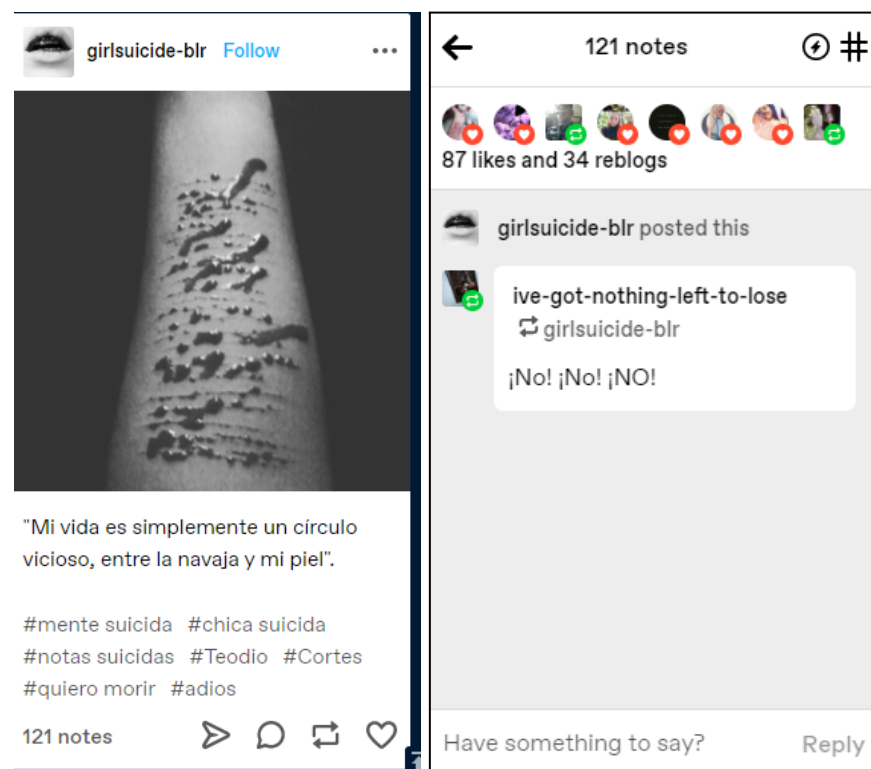 girlsuicide-blr Follow
"Mi vida es simplemente un círculo
vicioso, entre la navaja y mi piel".
#mente suicida #chica suicida
#notas suicidas #Teodio #Cortes
#quiero morir #adios
121 notes
121 notes
87 likes and 34 reblogs
girlsuicide-blr posted this
ive-got-nothing-left-to-lose
girlsuicide-blr
¡No! ¡No! ¡NO!
Have something to say? Reply